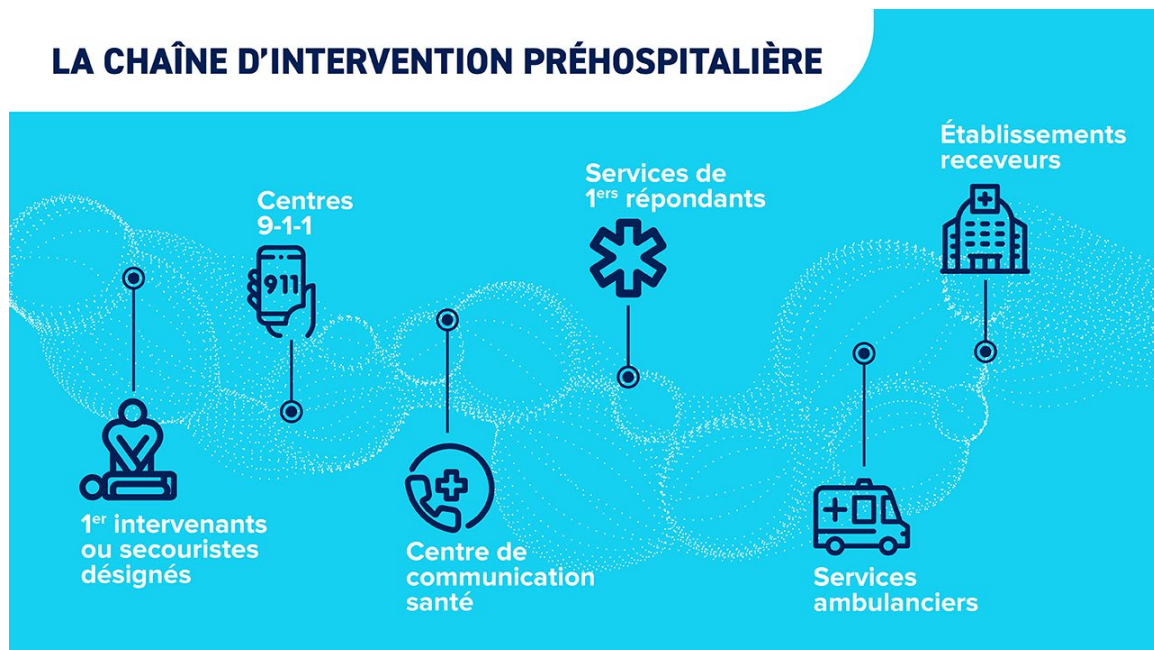 LA CHAÎNE D'INTERVENTION PRÉHOSPITALIÈRE
1er intervenants
ou secouristes
désignés
Centres
9-1-1
911
Centre de
communication
santé
Services de
1ers répondants
Services
ambulanciers
Établissements
receveurs